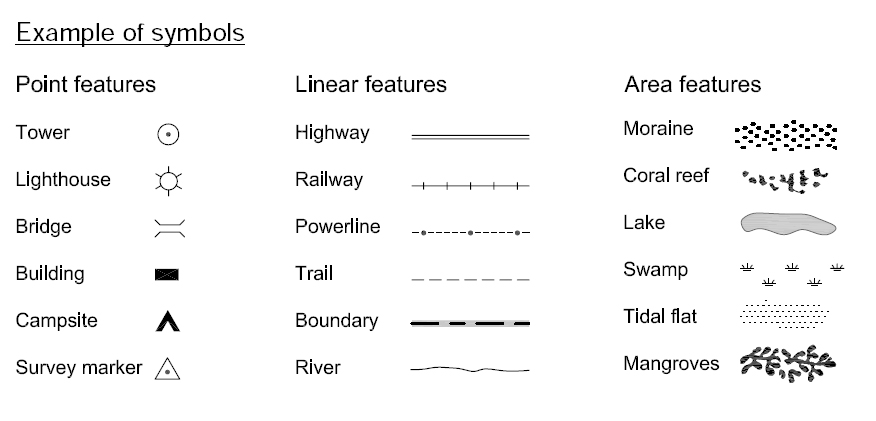 Example of symbols
Point features
Tower
Lighthouse
Bridge
Building
Campsite
Survey marker
Linear features
Highway
Railway
Powerline
Trail
Boundary
River
Area features
Moraine
Coral reef
Lake
Swamp
Tidal flat
Mangroves